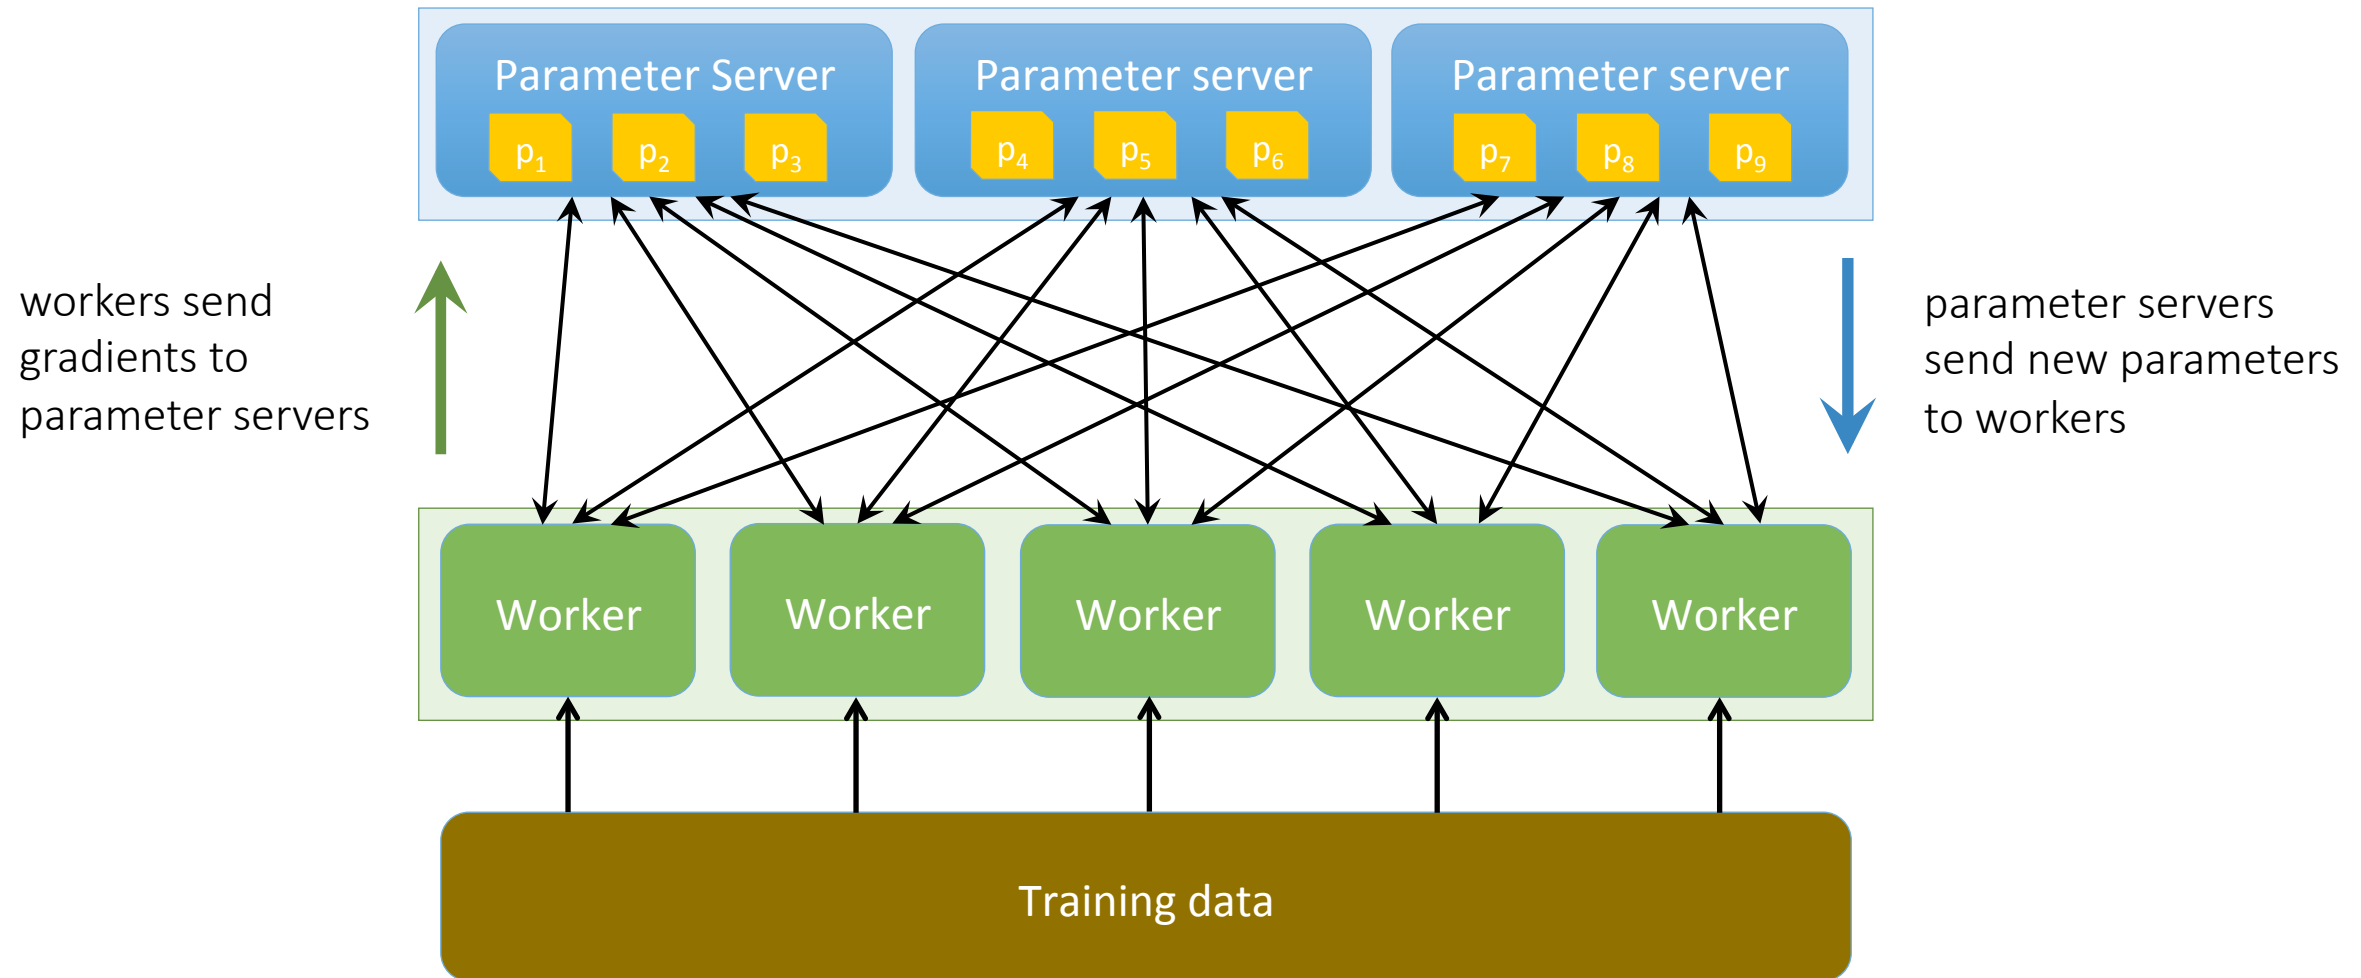 Parameter Server
Parameter server
Parameter server
p1
p2
p3
p4
p5
p6
p7
p8
p9
workers send
gradients to
parameter servers
parameter servers
send new parameters
to workers
Worker
Worker
Worker
Worker
Worker
Training data